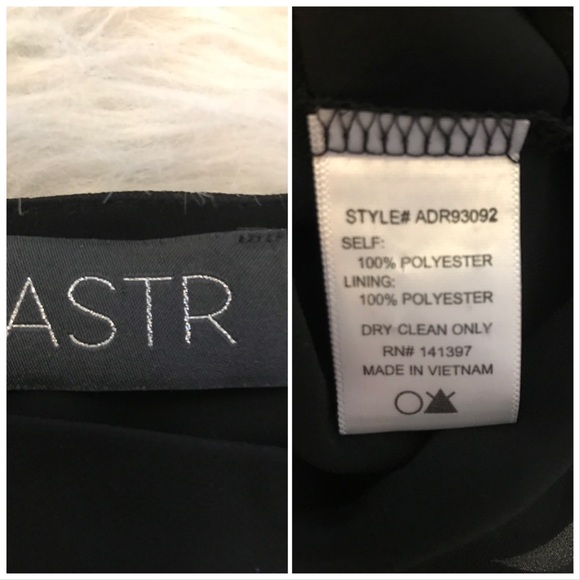 ASTR
STYLE# ADR93092
SELF:
100% POLYESTER
LINING:
100% POLYESTER
DRY CLEAN ONLY
RN# 141397
MADE IN VIETNAM